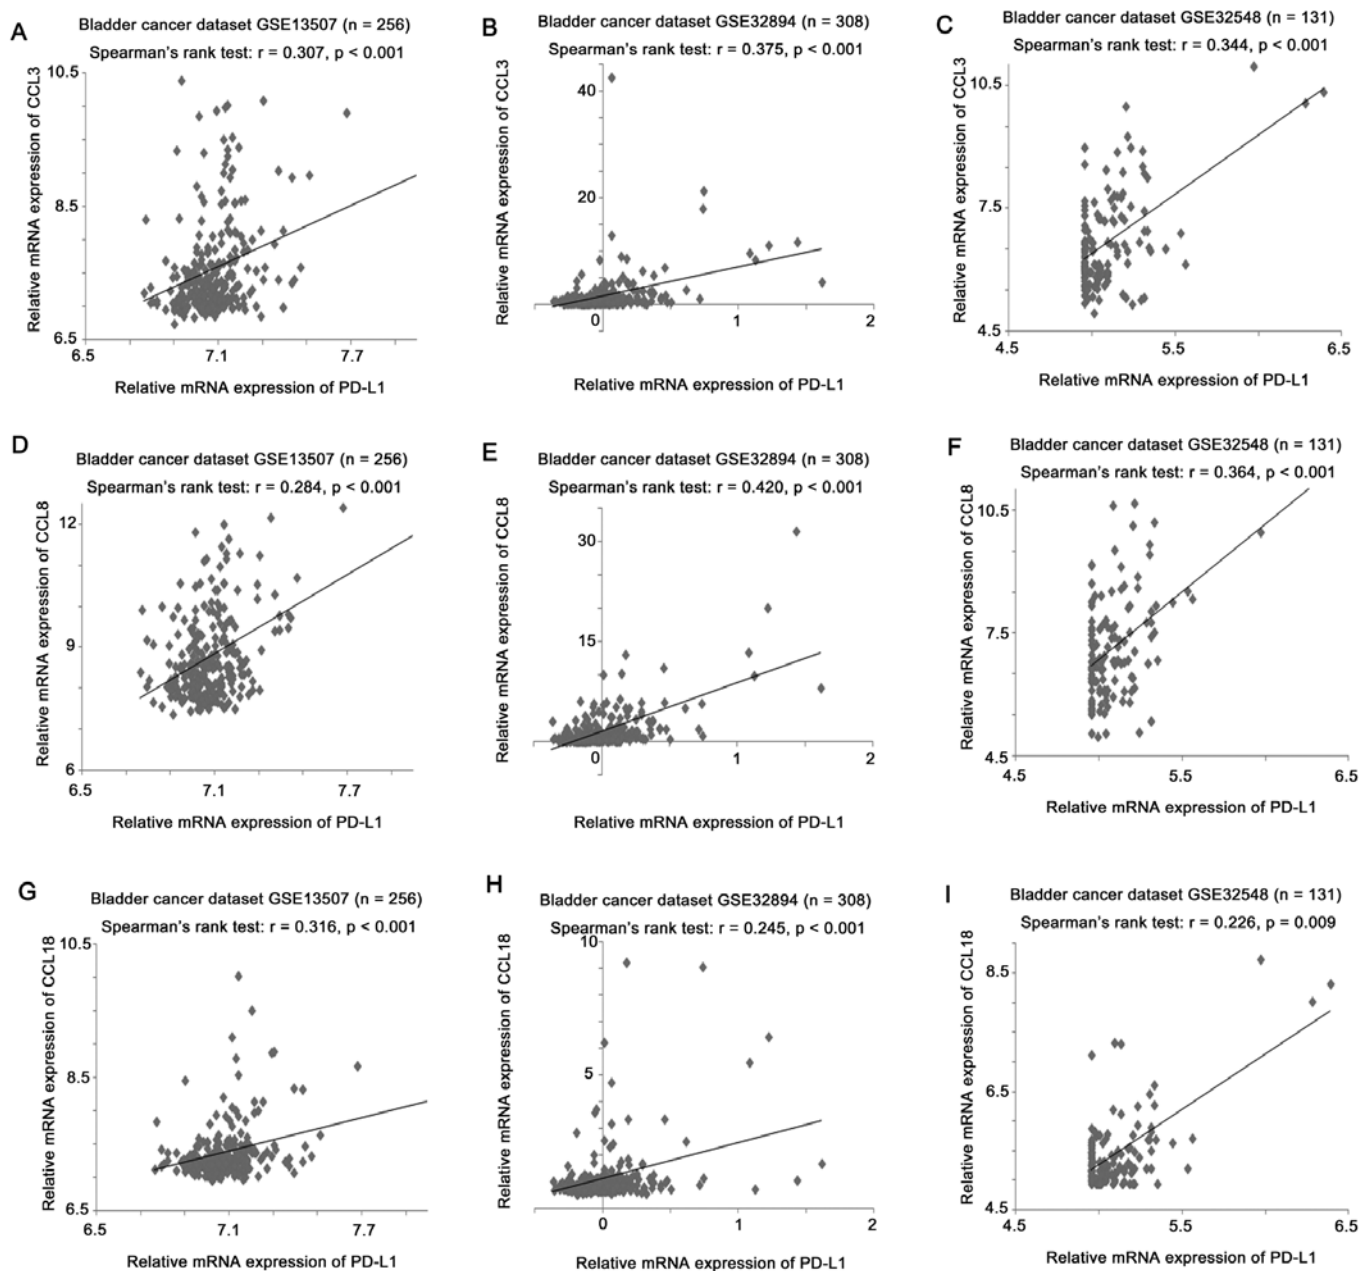 A
Bladder cancer dataset GSE13507 (n = 256)
Spearman's rank test: r = 0.307, p < 0.001
Relative mRNA expression of CCL3
10.5
8.5
6.5
6.5
7.1
7.7
Relative mRNA expression of PD-L1
B
Bladder cancer dataset GSE32894 (n = 308)
Spearman's rank test: r = 0.375, p < 0.001
Relative mRNA expression of CCL3
40
20
0
1
2
Relative mRNA expression of PD-L1
C
Bladder cancer dataset GSE32548 (n = 131)
Spearman's rank test: r = 0.344, p < 0.001
Relative mRNA expression of CCL3
10.5
7.5
4.5
4.5
5.5
6.5
Relative mRNA expression of PD-L1
D
Bladder cancer dataset GSE13507 (n = 256)
Spearman's rank test: r = 0.284, p < 0.001
Relative mRNA expression of CCL8
12
9
6
6.5
7.1
7.7
Relative mRNA expression of PD-L1
E
Bladder cancer dataset GSE32894 (n = 308)
Spearman's rank test: r = 0.420, p < 0.001
Relative mRNA expression of CCL8
30
15
0
1
2
Relative mRNA expression of PD-L1
F
Bladder cancer dataset GSE32548 (n = 131)
Spearman's rank test: r = 0.364, p < 0.001
Relative mRNA expression of CCL8
10.5
7.5
4.5
4.5
5.5
6.5
Relative mRNA expression of PD-L1
G
Bladder cancer dataset GSE13507 (n = 256)
Spearman's rank test: r = 0.316, p < 0.001
Relative mRNA expression of CCL18
10.5
8.5
6.5
6.5
7.1
7.7
Relative mRNA expression of PD-L1
H
Bladder cancer dataset GSE32894 (n = 308)
Spearman's rank test: r = 0.245, p < 0.001
Relative mRNA expression of CCL18
10
5
0
1
2
Relative mRNA expression of PD-L1
I
Bladder cancer dataset GSE32548 (n = 131)
Spearman's rank test: r = 0.226, p = 0.009
Relative mRNA expression of CCL18
8.5
6.5
4.5
4.5
5.5
6.5
Relative mRNA expression of PD-L1